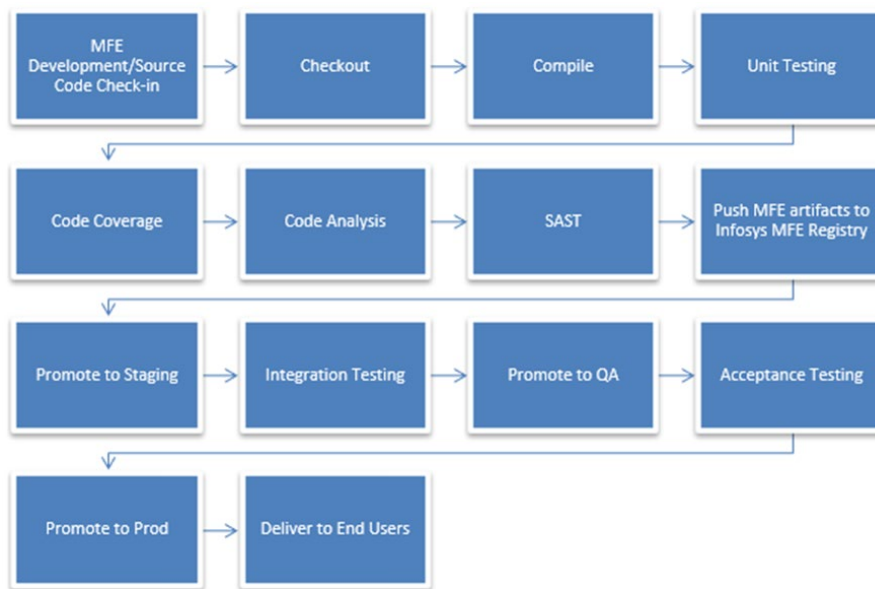 MFE
Development/Source
Code Check-in
Checkout
Compile
Unit Testing
Code Coverage
Code Analysis
SAST
Push MFE artifacts to
Infosys MFE Registry
Promote to Staging
Integration Testing
Promote to QA
Acceptance Testing
Promote to Prod
Deliver to End Users